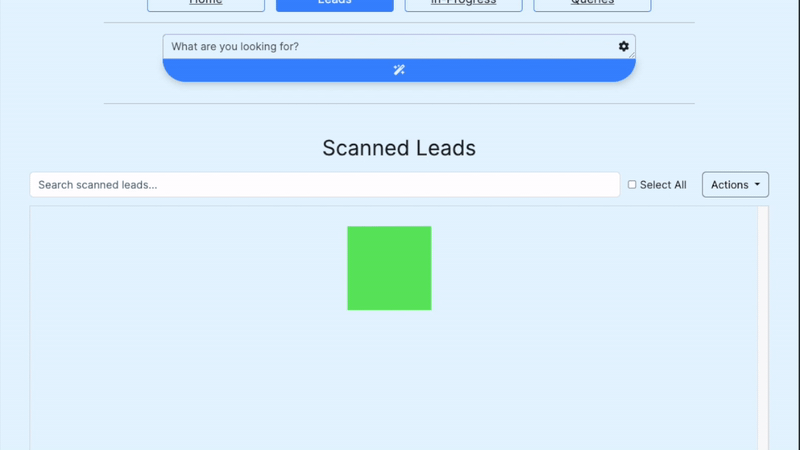 Home Leads In-Progress Queries
What are you looking for?
Scanned Leads
Search scanned leads... Select All Actions